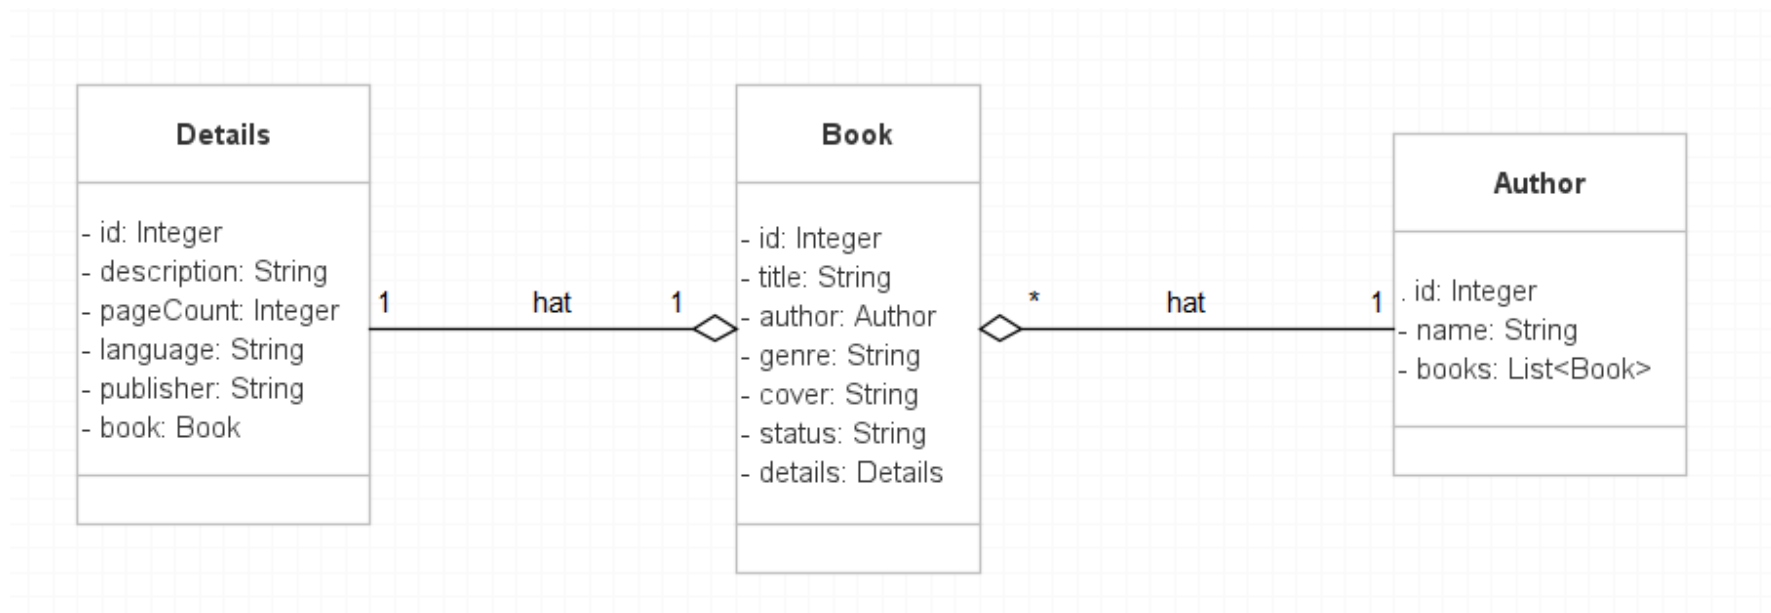 Details
- id: Integer
- description: String
- pageCount: Integer
- language: String
- publisher: String
- book: Book
1 hat 1
Book
- id: Integer
- title: String
- author: Author
- genre: String
- cover: String
- status: String
- details: Details
* hat 1
Author
. id: Integer
- name: String
- books: List<Book>